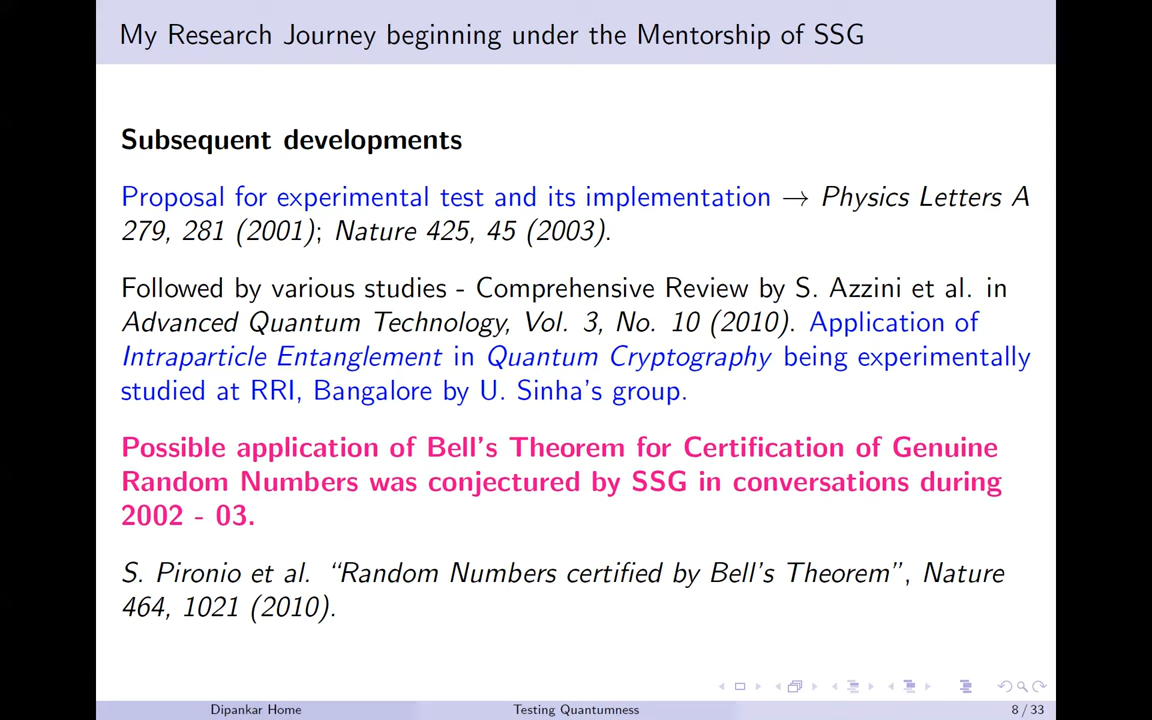 My Research Journey beginning under the Mentorship of SSG
Subsequent developments
Proposal for experimental test and its implementation → Physics Letters A
279, 281 (2001); Nature 425, 45 (2003).
Followed by various studies - Comprehensive Review by S. Azzini et al. in
Advanced Quantum Technology, Vol. 3, No. 10 (2010). Application of
Intraparticle Entanglement in Quantum Cryptography being experimentally
studied at RRI, Bangalore by U. Sinha's group.
Possible application of Bell's Theorem for Certification of Genuine
Random Numbers was conjectured by SSG in conversations during
2002 - 03.
S. Pironio et al. “Random Numbers certified by Bell's Theorem”, Nature
464, 1021 (2010).
Dipankar Home Testing Quantumness 8 / 33